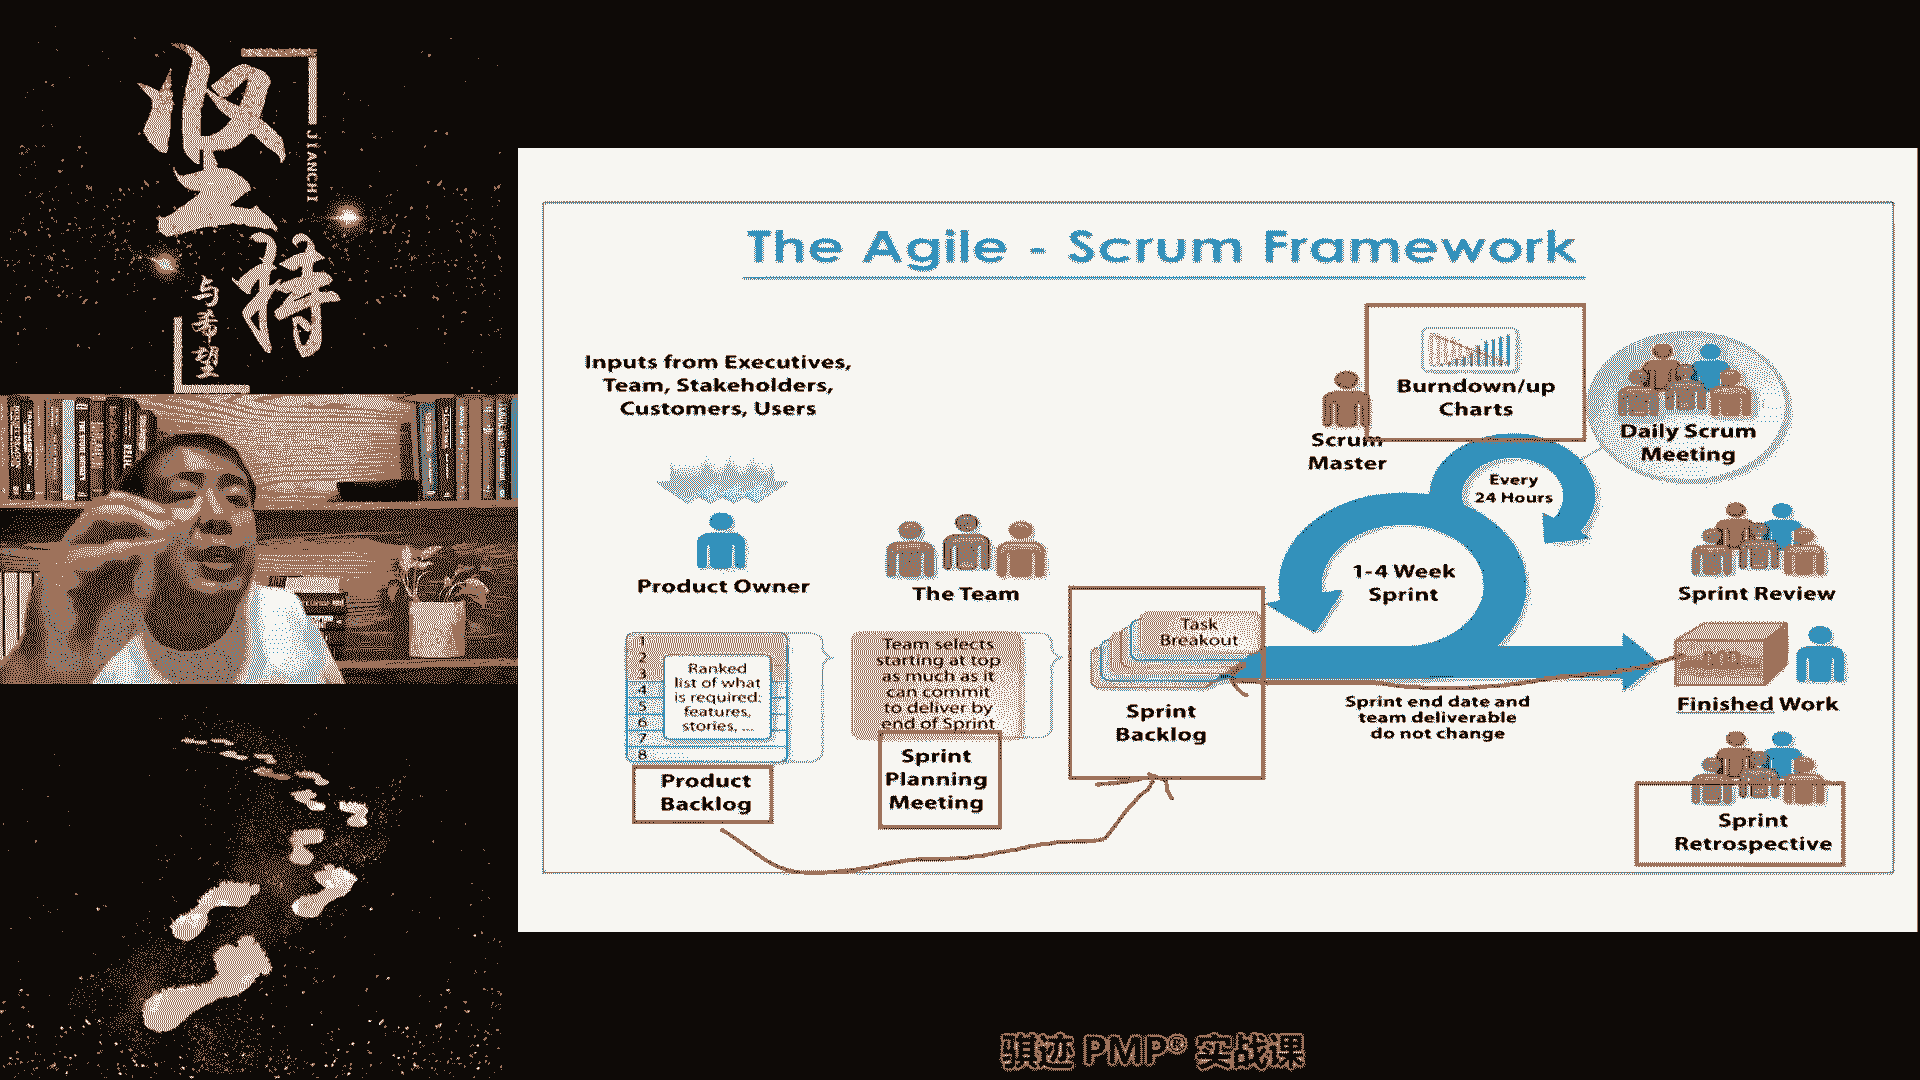 坚持
JIANCHI
与希望
The Agile - Scrum Framework
Inputs from Executives,
Team, Stakeholders,
Customers, Users
Product Owner
The Team
1
2
3
4
5
6
7
8
Ranked
list of what
is required:
features,
stories, ...
Product
Backlog
Team selects
starting at top
as much as it
can commit
to deliver by
end of Sprint
Sprint
Planning
Meeting
Task
Breakout
Sprint
Backlog
Scrum
Master
Burndown/up
Charts
Every
24 Hours
1-4 Week
Sprint
Daily Scrum
Meeting
Sprint end date and
team deliverable
do not change
Sprint Review
Finished Work
Sprint
Retrospective
骐迹 PMP® 实战课